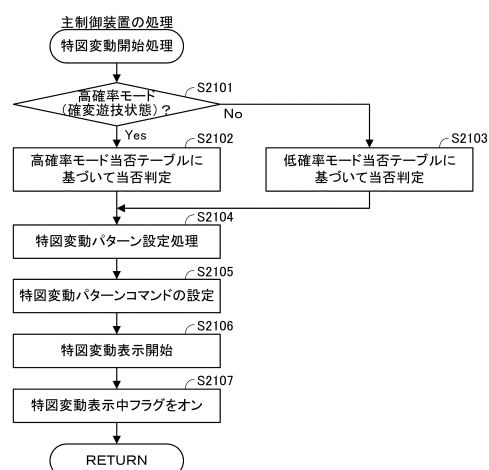 主制御装置の処理
特図変動開始処理
S2101
高確率モード
(確変遊技状態)?
No
Yes
S2102
高確率モード当否テーブルに
基づいて当否判定
S2103
低確率モード当否テーブルに
基づいて当否判定
S2104
特図変動パターン設定処理
S2105
特図変動パターンコマンドの設定
S2106
特図変動表示開始
S2107
特図変動表示中フラグをオン
RETURN